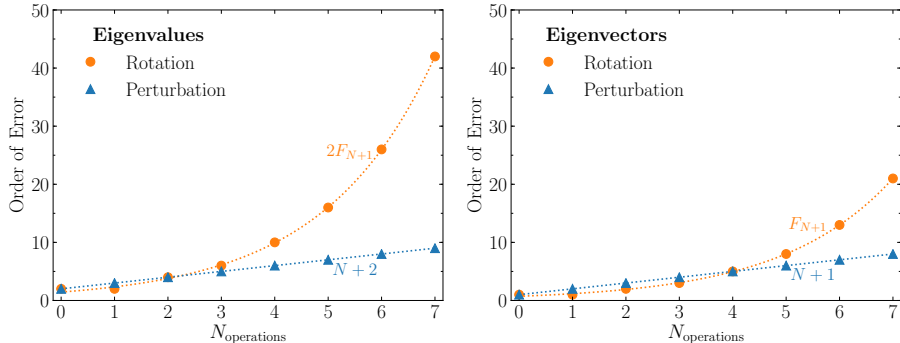 Eigenvalues
Rotation
Perturbation
50
40
30
20
10
0
Order of Error
2F_{N+1}
N + 2
0 1 2 3 4 5 6 7
N_{operations}
Eigenvectors
Rotation
Perturbation
50
40
30
20
10
0
Order of Error
F_{N+1}
N + 1
0 1 2 3 4 5 6 7
N_{operations}